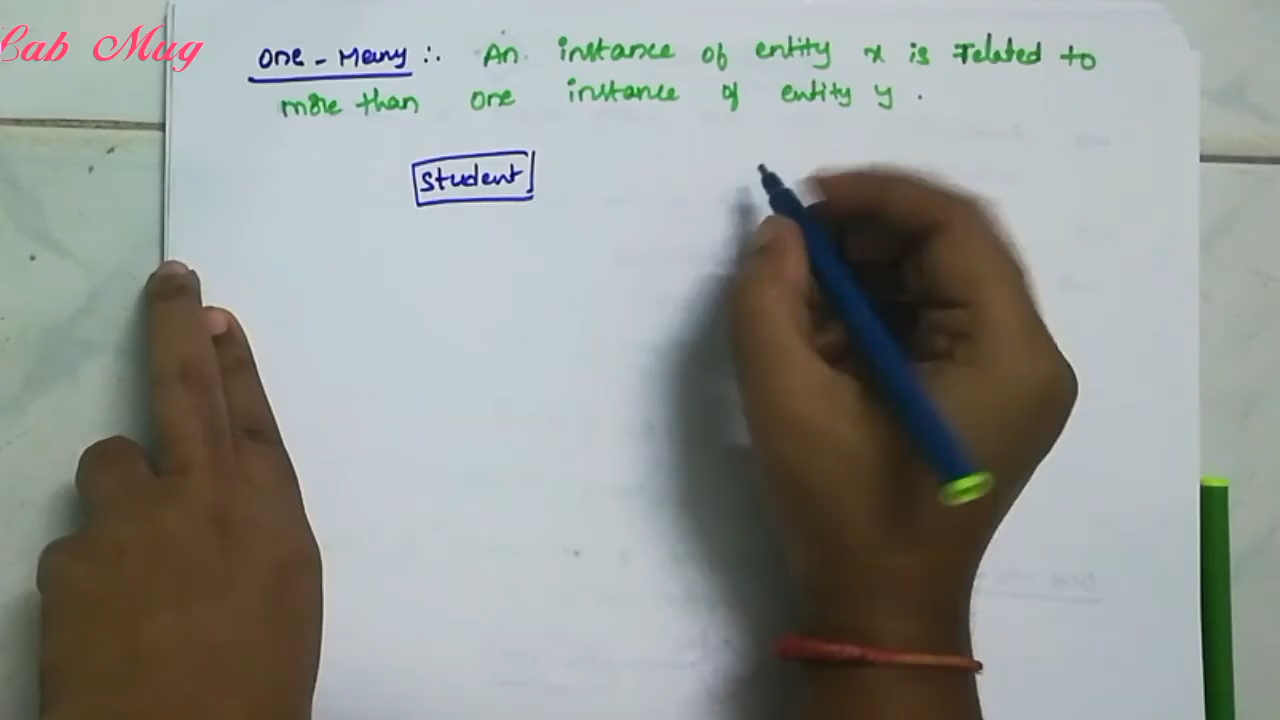 Lab Mug
one - Many :. An instance of entity x is related to
more than one instance of entity y .
Student